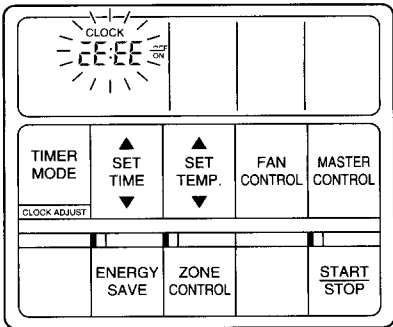 CLOCK
EE:EE
OFF
ON
TIMER
MODE
▲
SET
TIME
▼
▲
SET
TEMP.
▼
FAN
CONTROL
MASTER
CONTROL
CLOCK ADJUST
ENERGY
SAVE
ZONE
CONTROL
START
STOP